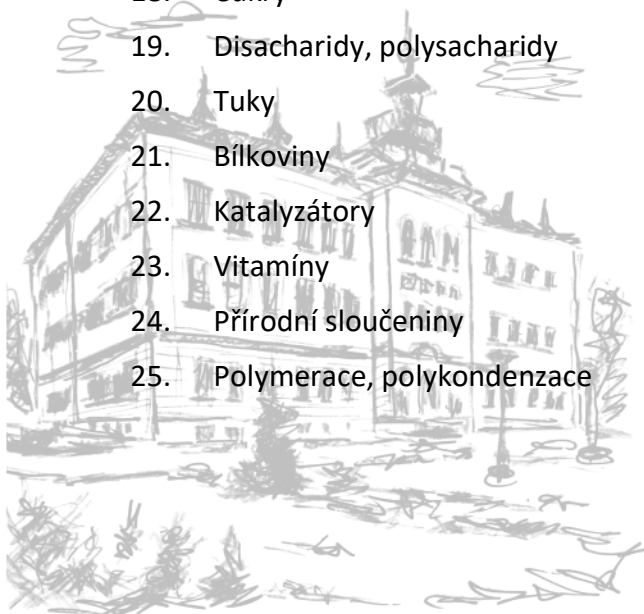 19. Disacharidy, polysacharidy
20. Tuky
21. Bílkoviny
22. Katalyzátory
23. Vitamíny
24. Přírodní sloučeniny
25. Polymerace, polykondenzace